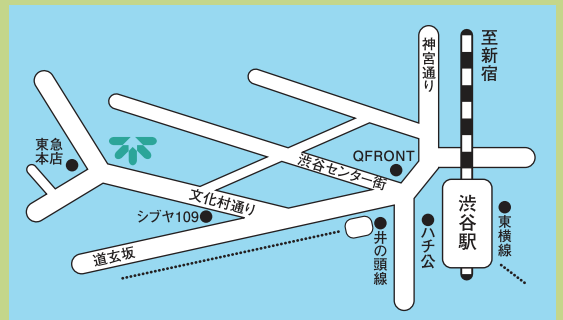 至新宿
神宮通り
東急
本店
QFRONT
渋谷センター街
文化村通り
シブヤ109
道玄坂
井の頭線
ハチ公
渋谷駅
東横線